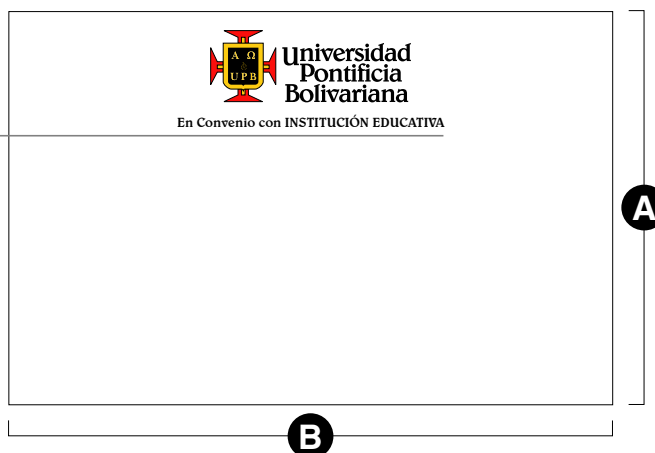 Α Ω
UPB
Universidad
Pontificia
Bolivariana
En Convenio con INSTITUCIÓN EDUCATIVA
A
B